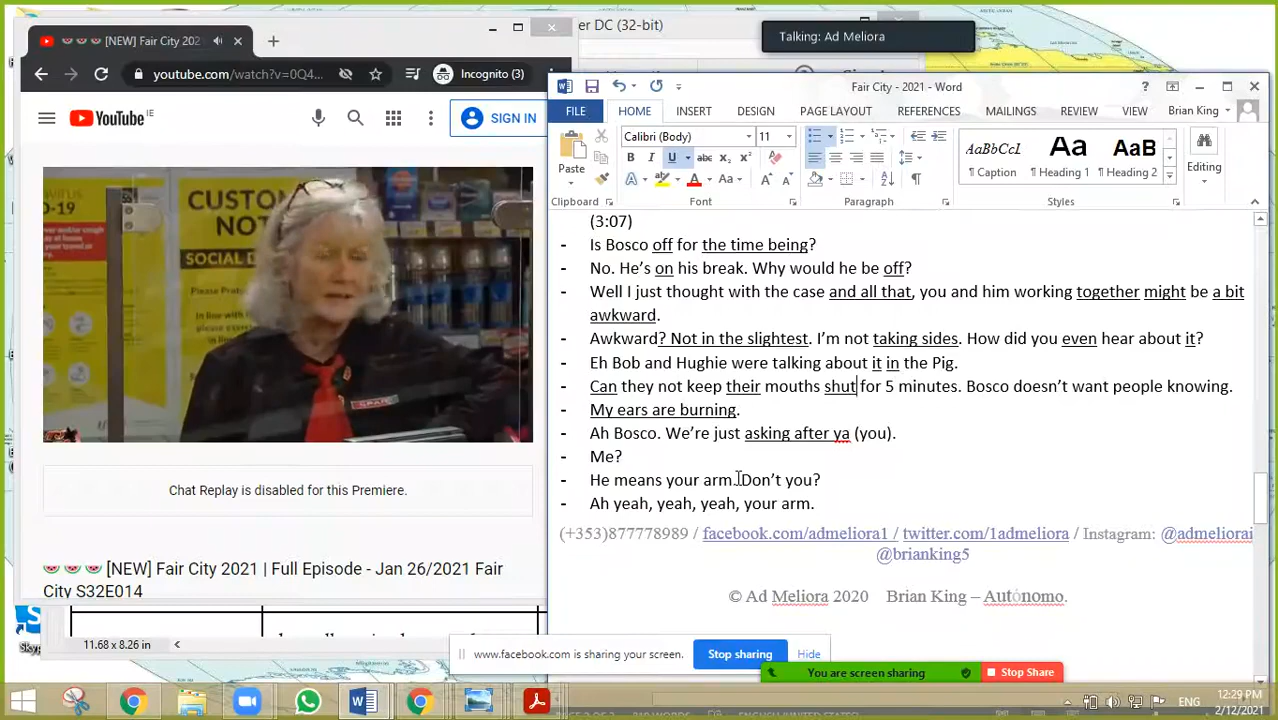 er DC (32-bit)
Talking: Ad Meliora
[NEW] Fair City 202
youtube.com/watch?v=0Q4...
Incognito (3)
YouTube IE
SIGN IN
CUSTO
NOT
SOCIAL D
SPAR
Chat Replay is disabled for this Premiere.
[NEW] Fair City 2021 | Full Episode - Jan 26/2021 Fair
City S32E014
11.68 x 8.26 in
Fair City - 2021 - Word
FILE HOME INSERT DESIGN PAGE LAYOUT REFERENCES MAILINGS REVIEW VIEW Brian King
Calibri (Body) 11
Paste
AaBbCcI AaB AaBb
¶ Caption ¶ Heading 1 ¶ Heading 2
Editing
Clipboard Font Paragraph Styles
(3:07)
- Is Bosco off for the time being?
- No. He's on his break. Why would he be off?
- Well I just thought with the case and all that, you and him working together might be a bit
awkward.
- Awkward? Not in the slightest. I'm not taking sides. How did you even hear about it?
- Eh Bob and Hughie were talking about it in the Pig.
- Can they not keep their mouths shut for 5 minutes. Bosco doesn't want people knowing.
- My ears are burning.
- Ah Bosco. We're just asking after ya (you).
- Me?
- He means your arm. Don't you?
- Ah yeah, yeah, yeah, your arm.
(+353)877778989 / facebook.com/admeliora1 / twitter.com/1admeliora / Instagram: @admeliorai
@brianking5
© Ad Meliora 2020 Brian King – Autónomo.
www.facebook.com is sharing your screen. Stop sharing Hide
You are screen sharing Stop Share
ENG
12:29 PM
2/12/2021